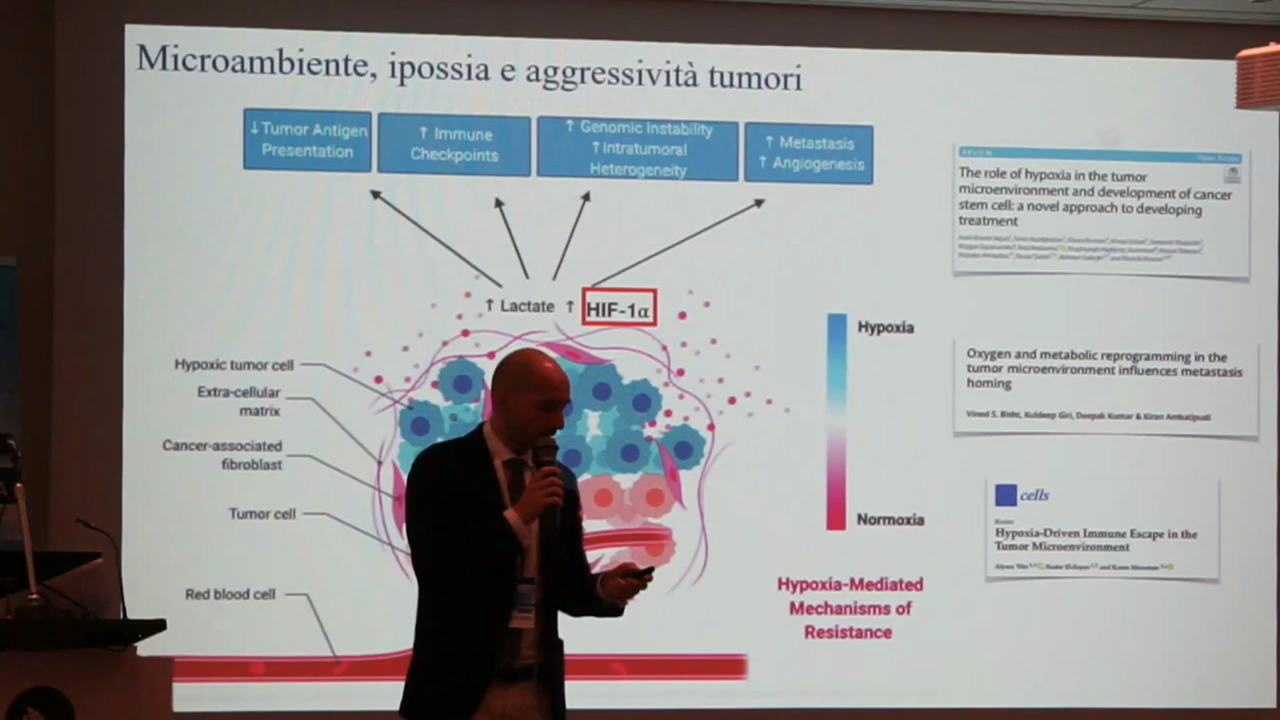 Microambiente, ipossia e aggressività tumori
↓Tumor Antigen
Presentation
↑ Immune
Checkpoints
↑ Genomic Instability
↑Intratumoral
Heterogeneity
↑ Metastasis
↑ Angiogenesis
↑ Lactate ↑ HIF-1α
Hypoxic tumor cell
Extra-cellular
matrix
Cancer-associated
fibroblast
Tumor cell
Red blood cell
Hypoxia
Normoxia
Hypoxia-Mediated
Mechanisms of
Resistance
REVIEW
Open Access
The role of hypoxia in the tumor
microenvironment and development of cancer
stem cell: a novel approach to developing
treatment
Oxygen and metabolic reprogramming in the
tumor microenvironment influences metastasis
homing
Vinod S. Bisht, Kuldeep Giri, Deepak Kumar & Kiran Ambatipudi
cells
Review
Hypoxia-Driven Immune Escape in the
Tumor Microenvironment